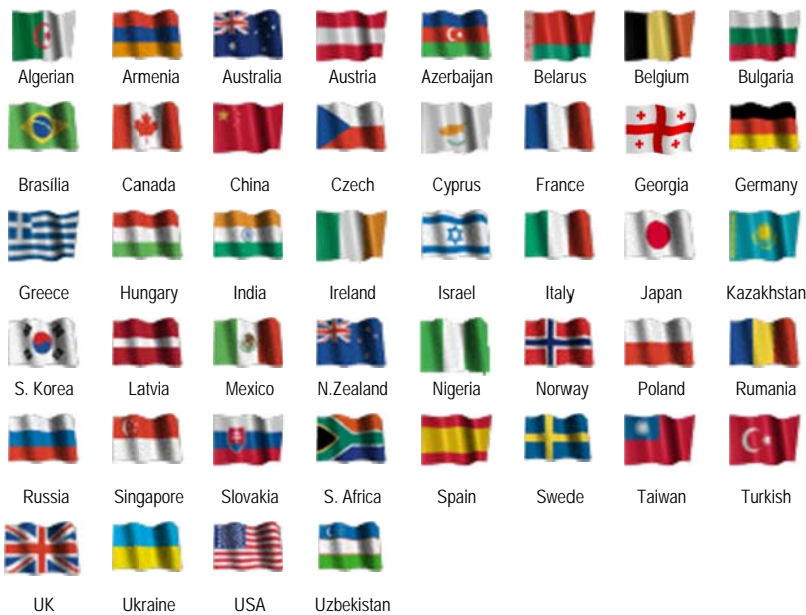 Algerian Armenia Australia Austria Azerbaijan Belarus Belgium Bulgaria
Brasília Canada China Czech Cyprus France Georgia Germany
Greece Hungary India Ireland Israel Italy Japan Kazakhstan
S. Korea Latvia Mexico N.Zealand Nigeria Norway Poland Rumania
Russia Singapore Slovakia S. Africa Spain Swede Taiwan Turkish
UK Ukraine USA Uzbekistan